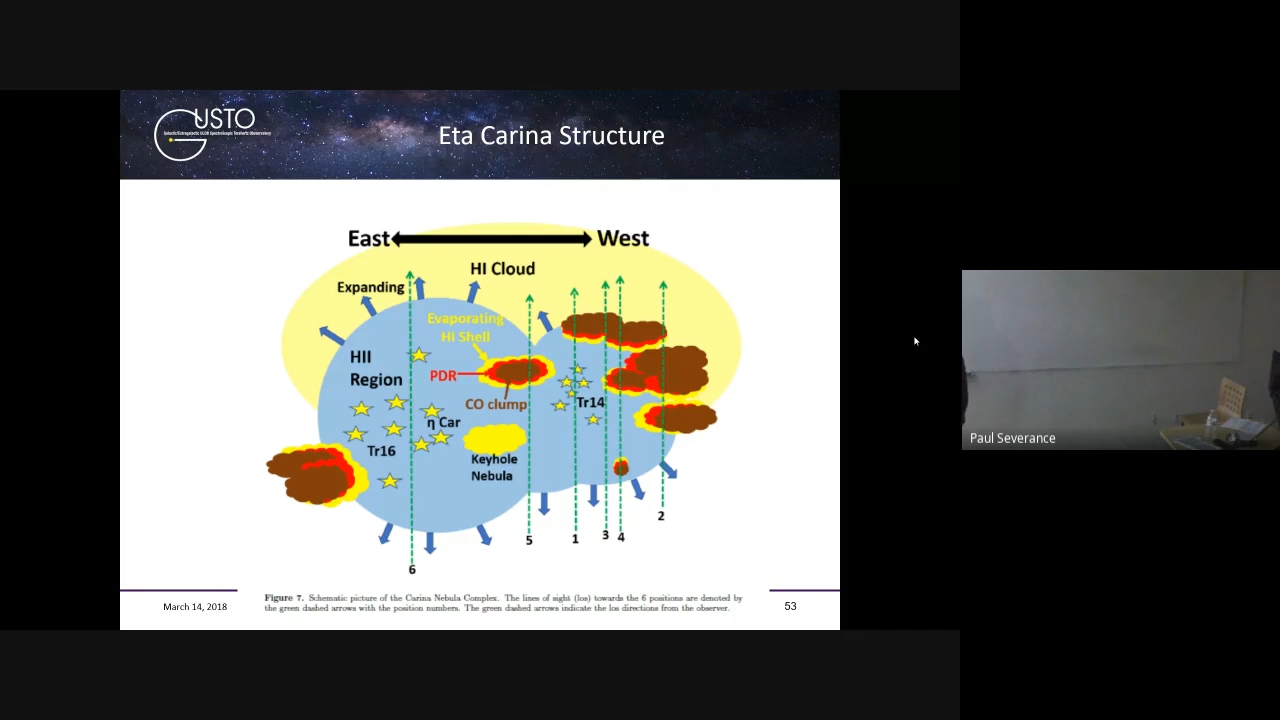 GUSTO
Galactic/Extragalactic ULDB Spectroscopic Terahertz Observatory
Eta Carina Structure
East
West
HI Cloud
Expanding
Evaporating
HI Shell
HII
Region
PDR
CO clump
Tr14
η Car
Tr16
Keyhole
Nebula
Paul Severance
2
5
1
3
4
6
Figure 7. Schematic picture of the Carina Nebula Complex. The lines of sight (los) towards the 6 positions are denoted by
the green dashed arrows with the position numbers. The green dashed arrows indicate the los directions from the observer.
March 14, 2018
53